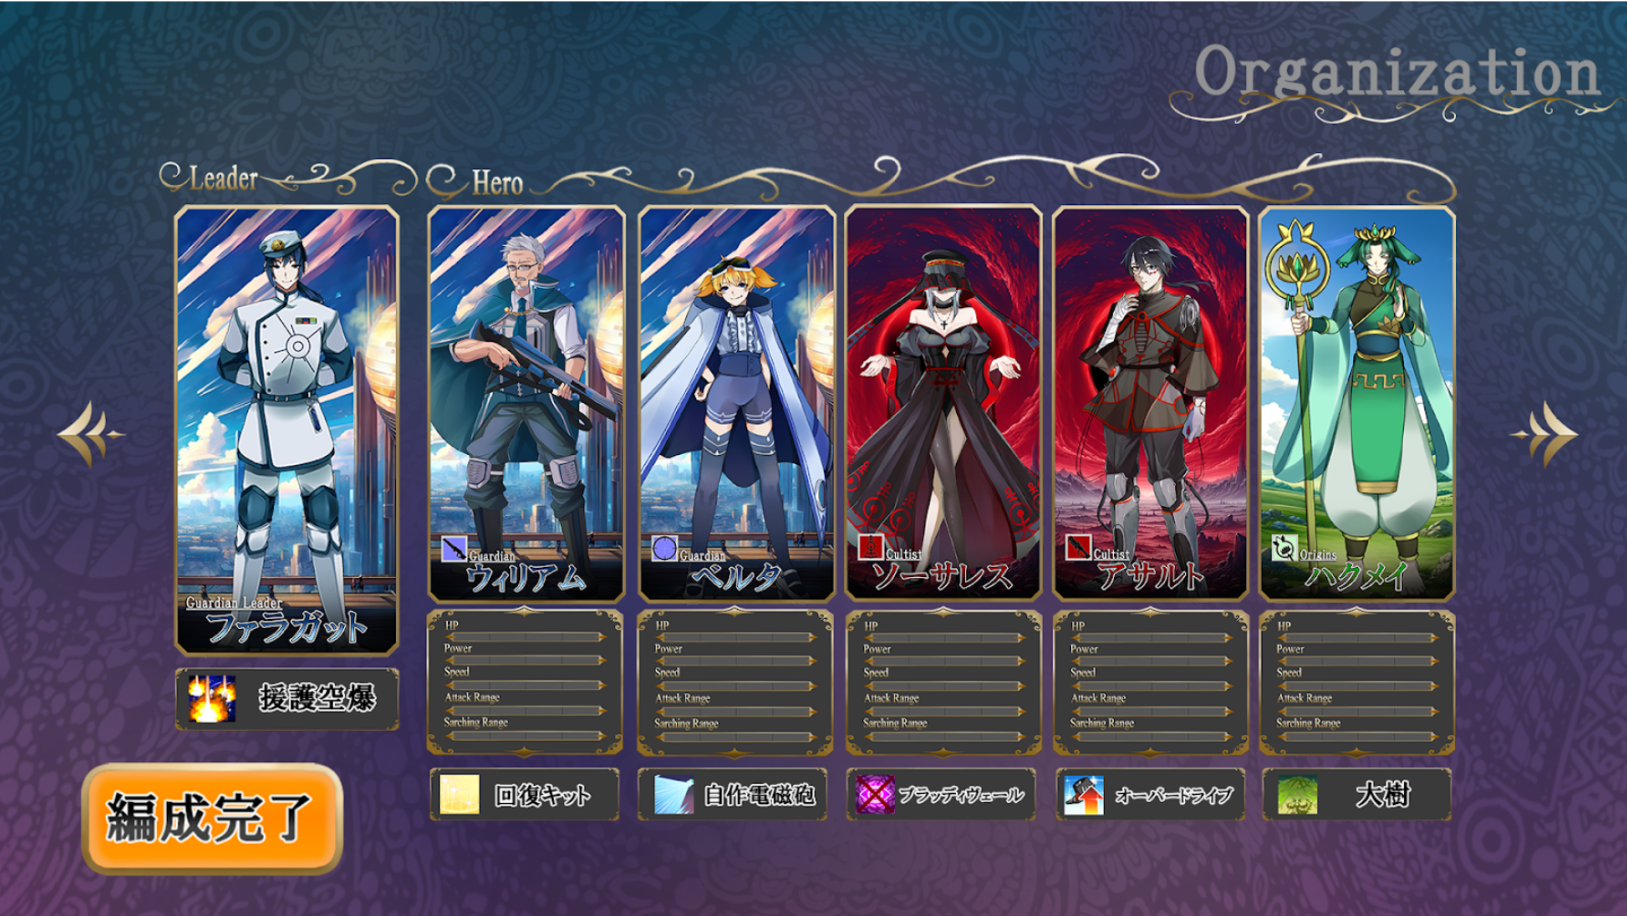 Organization
Leader
Hero
Guardian Leader
ファラガット
援護空爆
Guardian
ウィリアム
HP
Power
Speed
Attack Range
Sarching Range
回復キット
Guardian
ベルタ
HP
Power
Speed
Attack Range
Sarching Range
自作電磁砲
Cultist
ソーサレス
HP
Power
Speed
Attack Range
Sarching Range
ブラッディヴェール
Cultist
アサルト
HP
Power
Speed
Attack Range
Sarching Range
オーバードライブ
Origins
ハクメイ
HP
Power
Speed
Attack Range
Sarching Range
大樹
編成完了